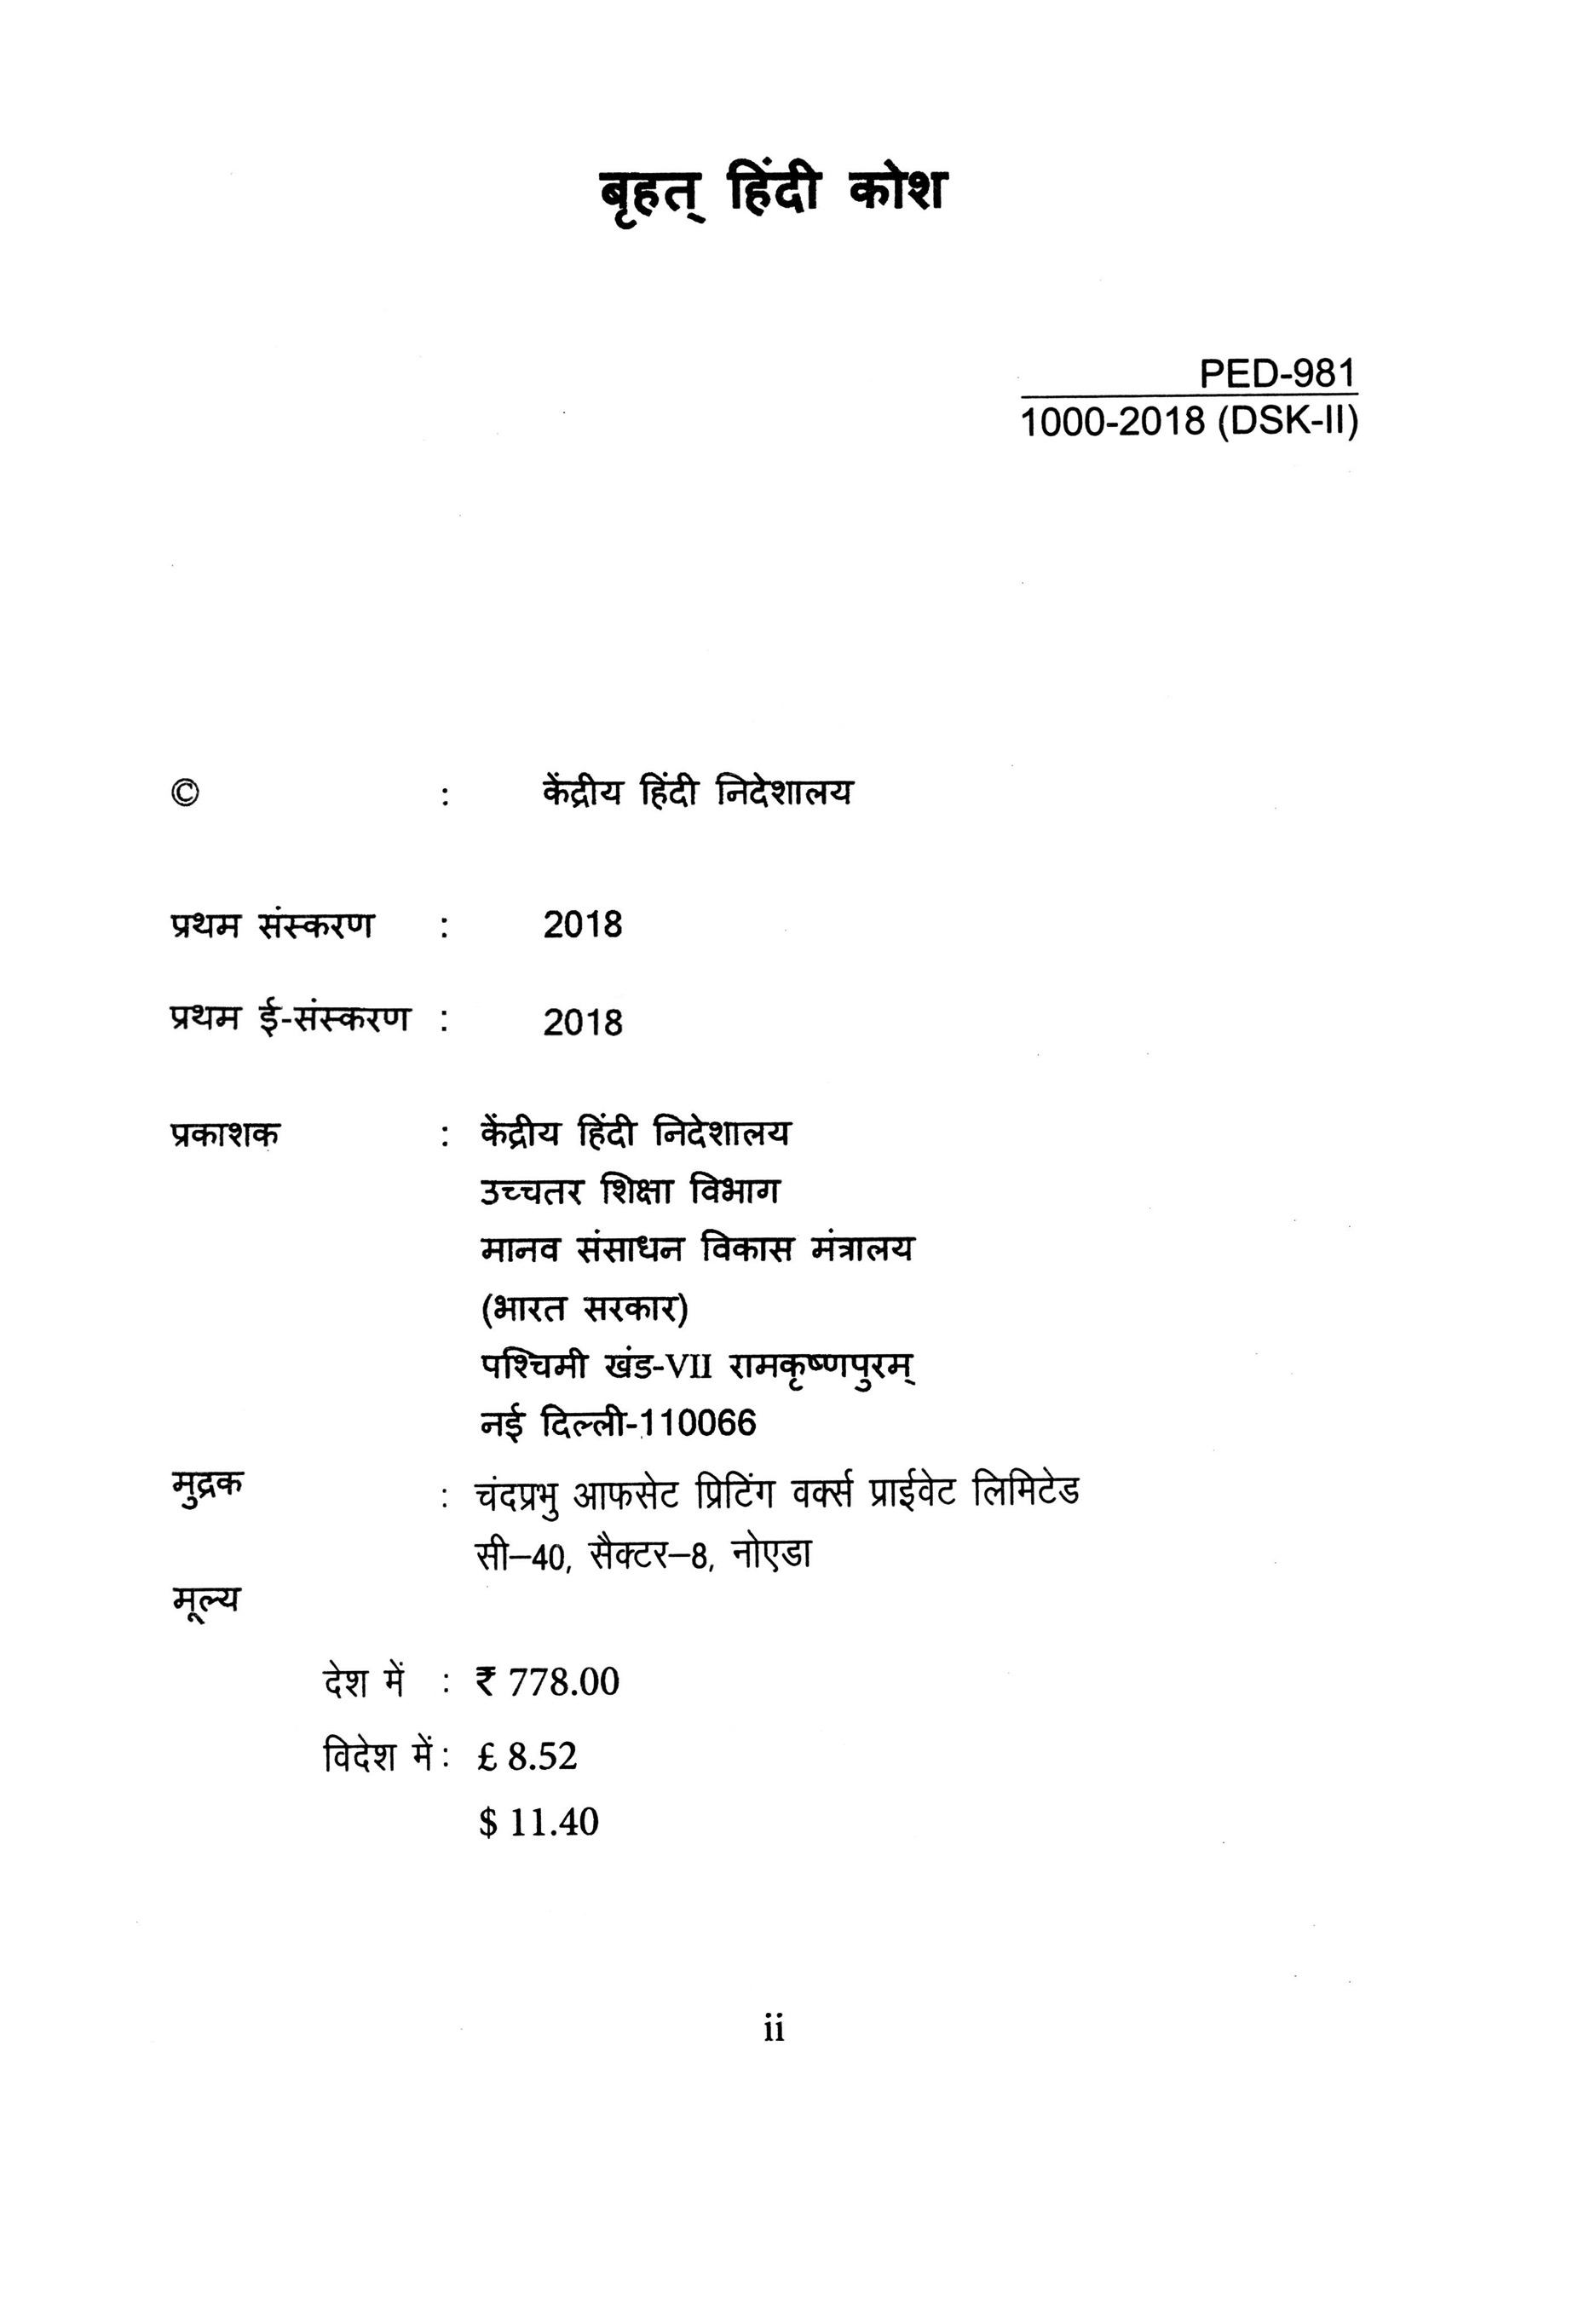 बृहत् हिंदी कोश
PED-981
1000-2018 (DSK-II)
© : केंद्रीय हिंदी निदेशालय
प्रथम संस्करण : 2018
प्रथम ई-संस्करण : 2018
प्रकाशक : केंद्रीय हिंदी निदेशालय
उच्चतर शिक्षा विभाग
मानव संसाधन विकास मंत्रालय
(भारत सरकार)
पश्चिमी खंड-VII रामकृष्णपुरम्
नई दिल्ली-110066
मुद्रक : चंदप्रभु आफसेट प्रिटिंग वर्क्स प्राईवेट लिमिटेड
सी–40, सैक्टर–8, नोएडा
मूल्य
देश में : ₹ 778.00
विदेश में : £ 8.52
$ 11.40
ii